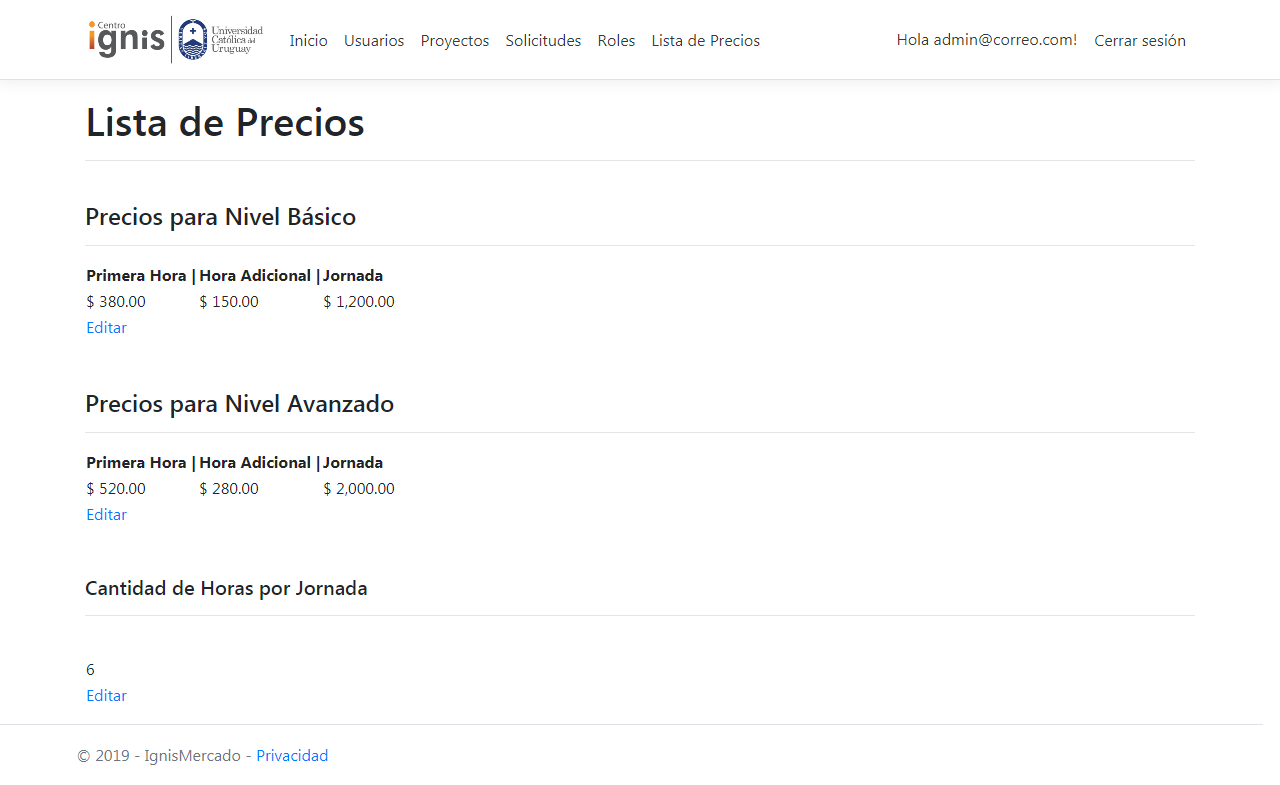 Centro
ignis
Universidad
Católica del
Uruguay
Inicio Usuarios Proyectos Solicitudes Roles Lista de Precios Hola admin@correo.com! Cerrar sesión
Lista de Precios
Precios para Nivel Básico
Primera Hora | Hora Adicional | Jornada
$ 380.00 $ 150.00 $ 1,200.00
Editar
Precios para Nivel Avanzado
Primera Hora | Hora Adicional | Jornada
$ 520.00 $ 280.00 $ 2,000.00
Editar
Cantidad de Horas por Jornada
6
Editar
© 2019 - IgnisMercado - Privacidad